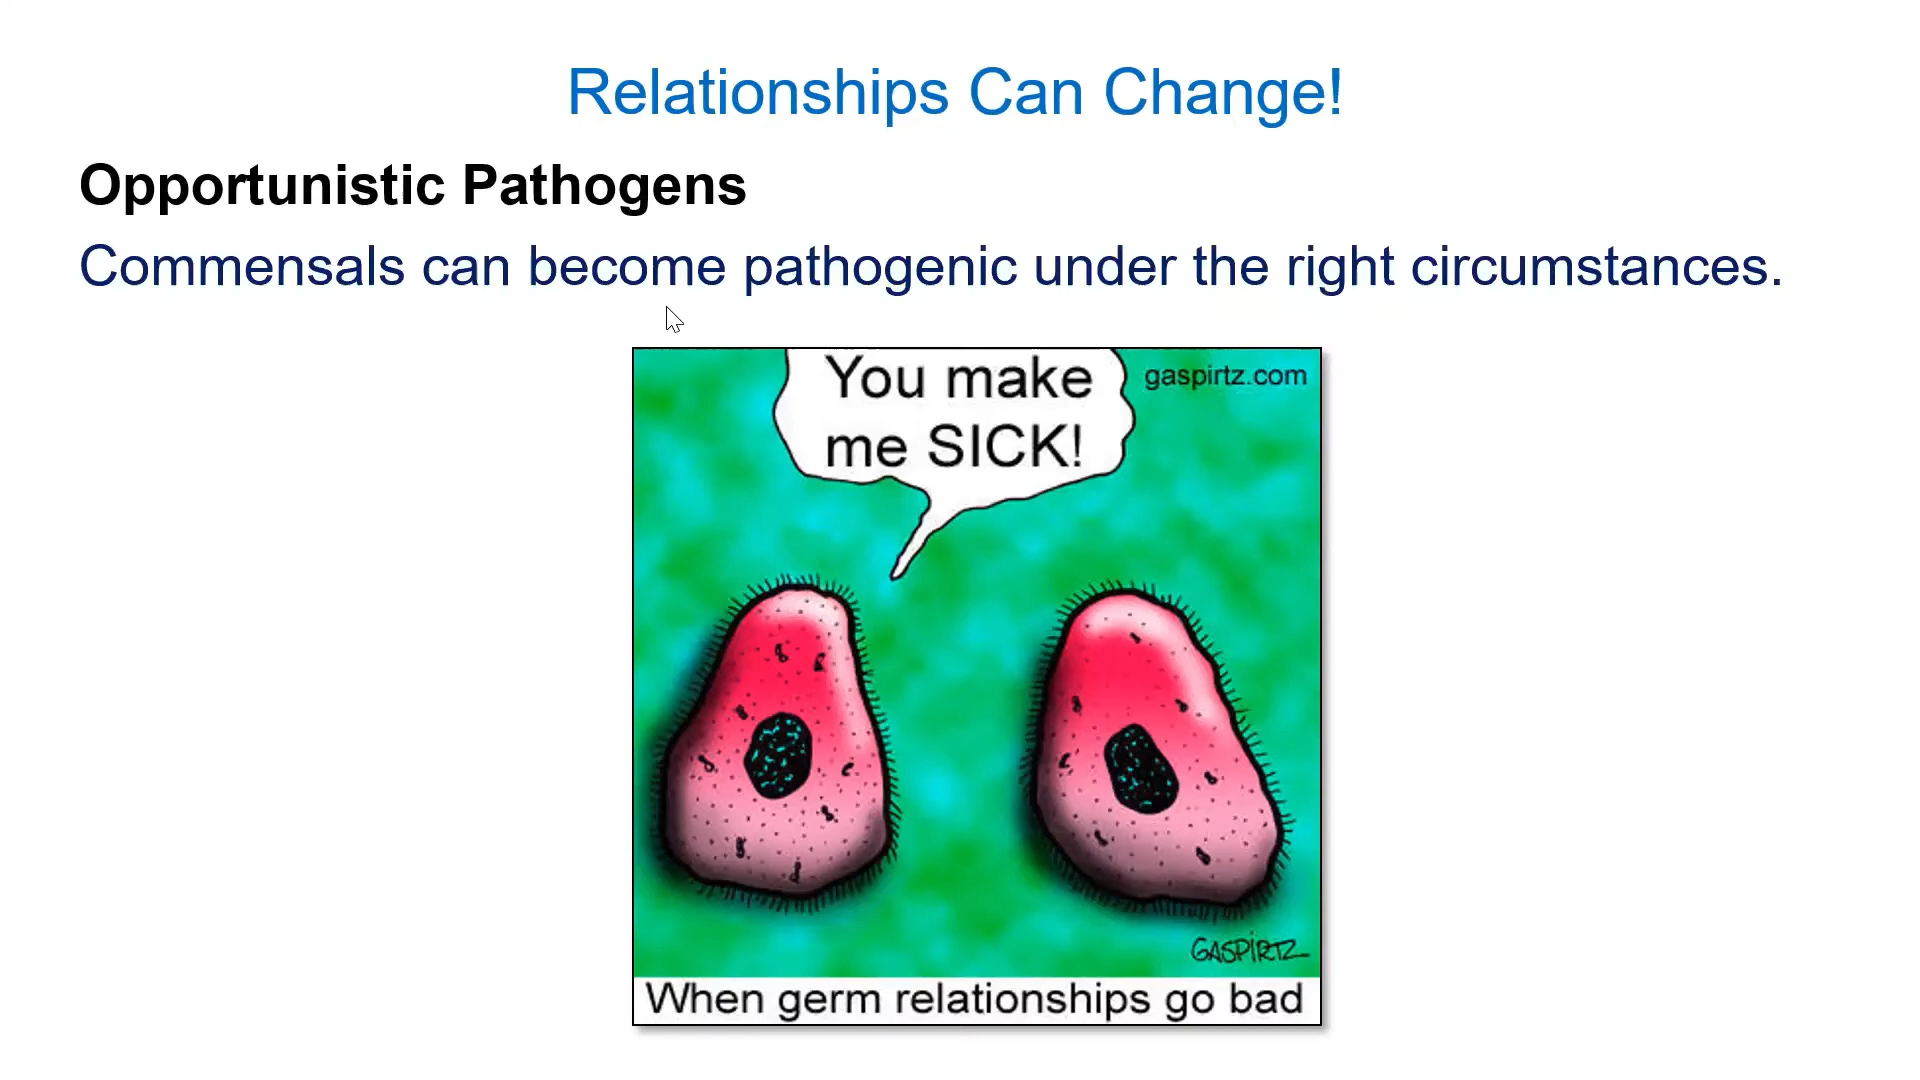 Relationships Can Change!
Opportunistic Pathogens
Commensals can become pathogenic under the right circumstances.
You make
me SICK!
gaspirtz.com
GASPIRTZ
When germ relationships go bad